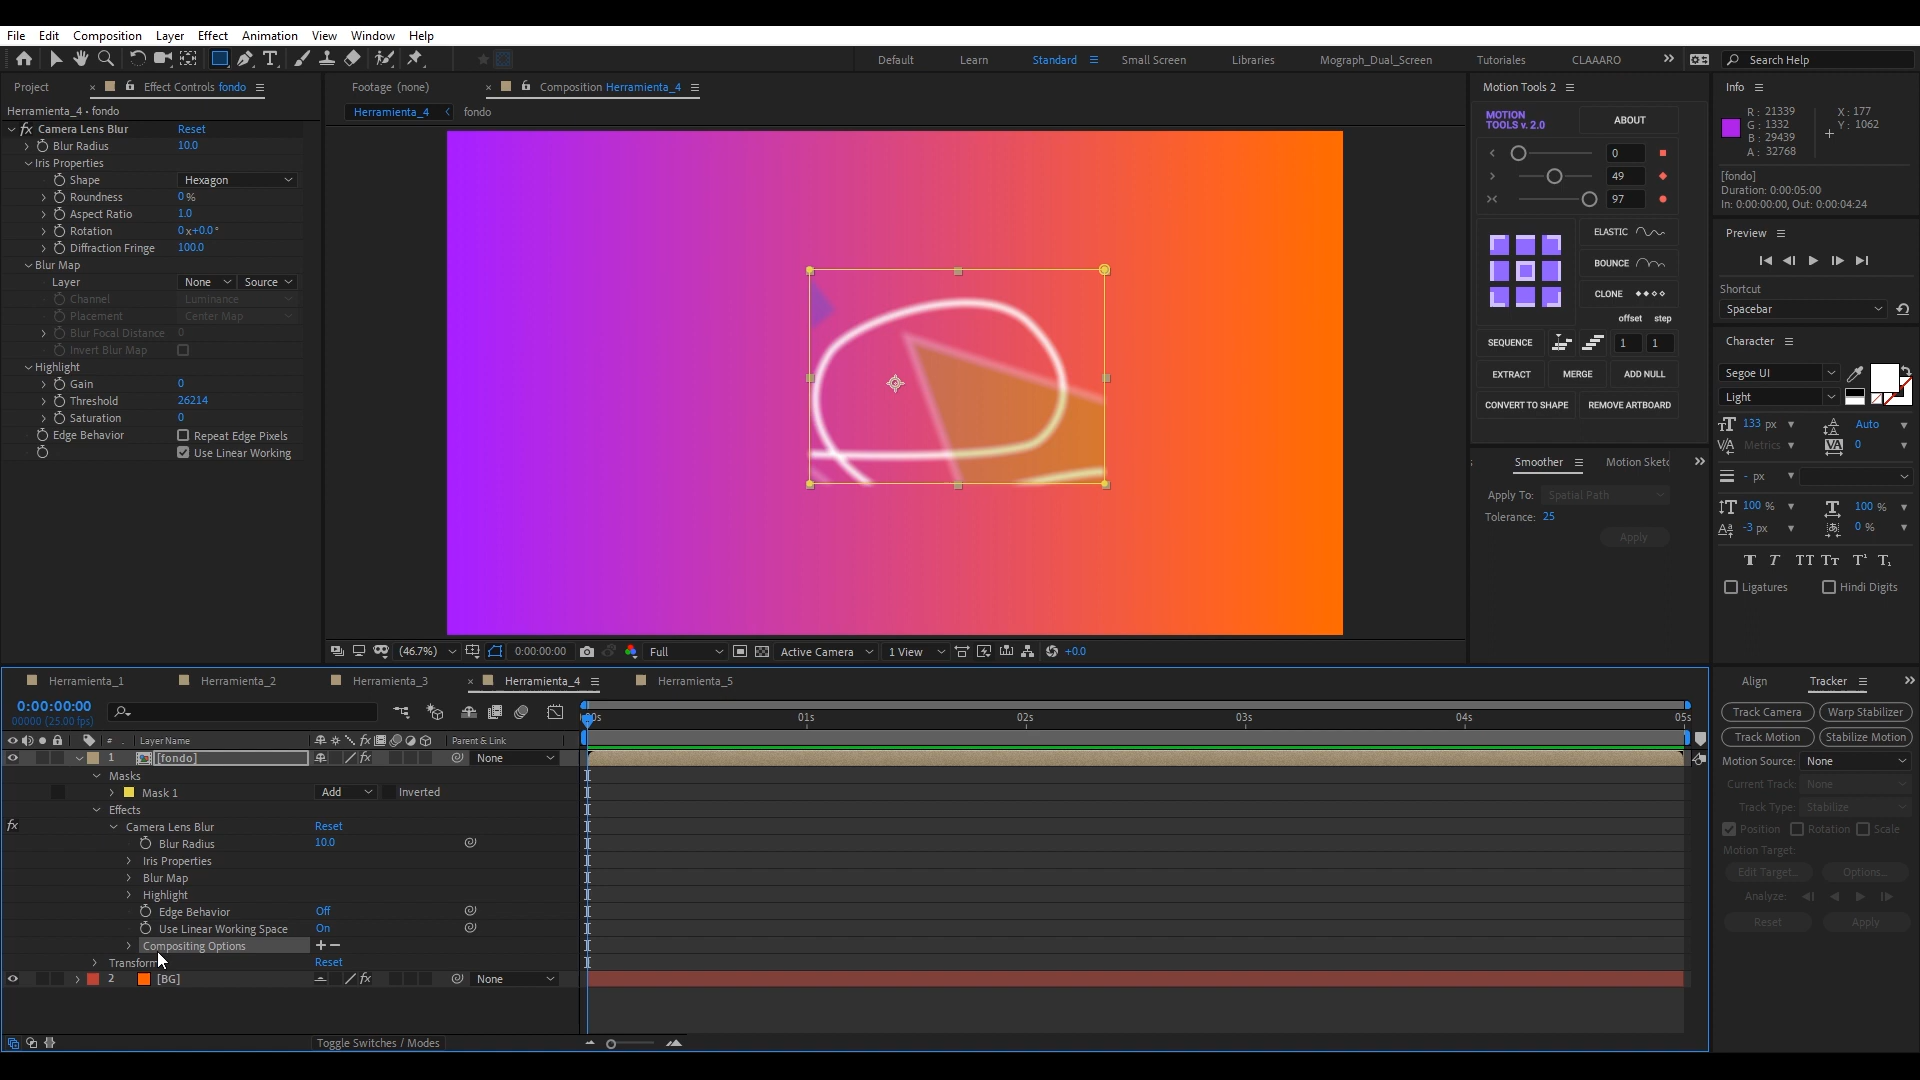 File Edit Composition Layer Effect Animation View Window Help
Default Learn Standard Small Screen Libraries Mograph_Dual_Screen Tutoriales CLAAARO Search Help
Project Effect Controls fondo
Herramienta_4 • fondo
fx Camera Lens Blur Reset
Blur Radius 10.0
Iris Properties
Shape Hexagon
Roundness 0 %
Aspect Ratio 1.0
Rotation 0x+0.0°
Diffraction Fringe 100.0
Blur Map
Layer None Source
Channel Luminance
Placement Center Map
Blur Focal Distance 0
Invert Blur Map
Highlight
Gain 0
Threshold 26214
Saturation 0
Edge Behavior Repeat Edge Pixels
Use Linear Working
Footage (none) Composition Herramienta_4
Herramienta_4 fondo
(46.7%) 0:00:00:00 Full Active Camera 1 View +0.0
Motion Tools 2
MOTION
TOOLS v. 2.0
ABOUT
0
49
97
ELASTIC
BOUNCE
CLONE
offset step
SEQUENCE 1 1
EXTRACT MERGE ADD NULL
CONVERT TO SHAPE REMOVE ARTBOARD
Smoother Motion Sketc
Apply To: Spatial Path
Tolerance: 25
Apply
Info
R: 21339
G: 1332
B: 29439
A: 32768
X: 177
Y: 1062
[fondo]
Duration: 0:00:05:00
In: 0:00:00:00, Out: 0:00:04:24
Preview
Shortcut
Spacebar
Character
Segoe UI
Light
133 px Auto
Metrics 0
- px
100 % 100 %
-3 px 0 %
T T TT Tt T¹ T₁
Ligatures Hindi Digits
Herramienta_1 Herramienta_2 Herramienta_3 Herramienta_4 Herramienta_5
0:00:00:00
00000 (25.00 fps)
00s 01s 02s 03s 04s 05s
# Layer Name fx Parent & Link
1 [fondo] fx None
Masks
Mask 1 Add Inverted
Effects
fx Camera Lens Blur Reset
Blur Radius 10.0
Iris Properties
Blur Map
Highlight
Edge Behavior Off
Use Linear Working Space On
Compositing Options + −
Transform Reset
2 [BG] fx None
Toggle Switches / Modes
Align Tracker
Track Camera Warp Stabilizer
Track Motion Stabilize Motion
Motion Source: None
Current Track: None
Track Type: Stabilize
Position Rotation Scale
Motion Target:
Edit Target... Options...
Analyze:
Reset Apply